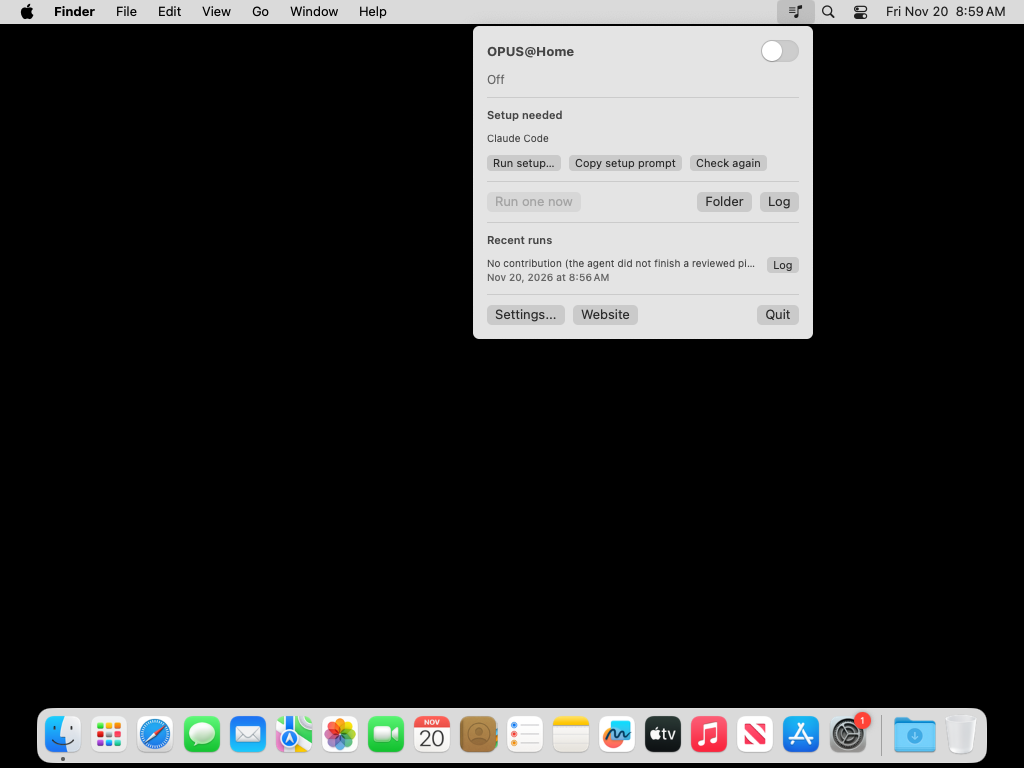 Finder File Edit View Go Window Help Fri Nov 20 8:59 AM
OPUS@Home
Off
Setup needed
Claude Code
Run setup... Copy setup prompt Check again
Run one now Folder Log
Recent runs
No contribution (the agent did not finish a reviewed pi... Log
Nov 20, 2026 at 8:56 AM
Settings... Website Quit
NOV
20
tv
1